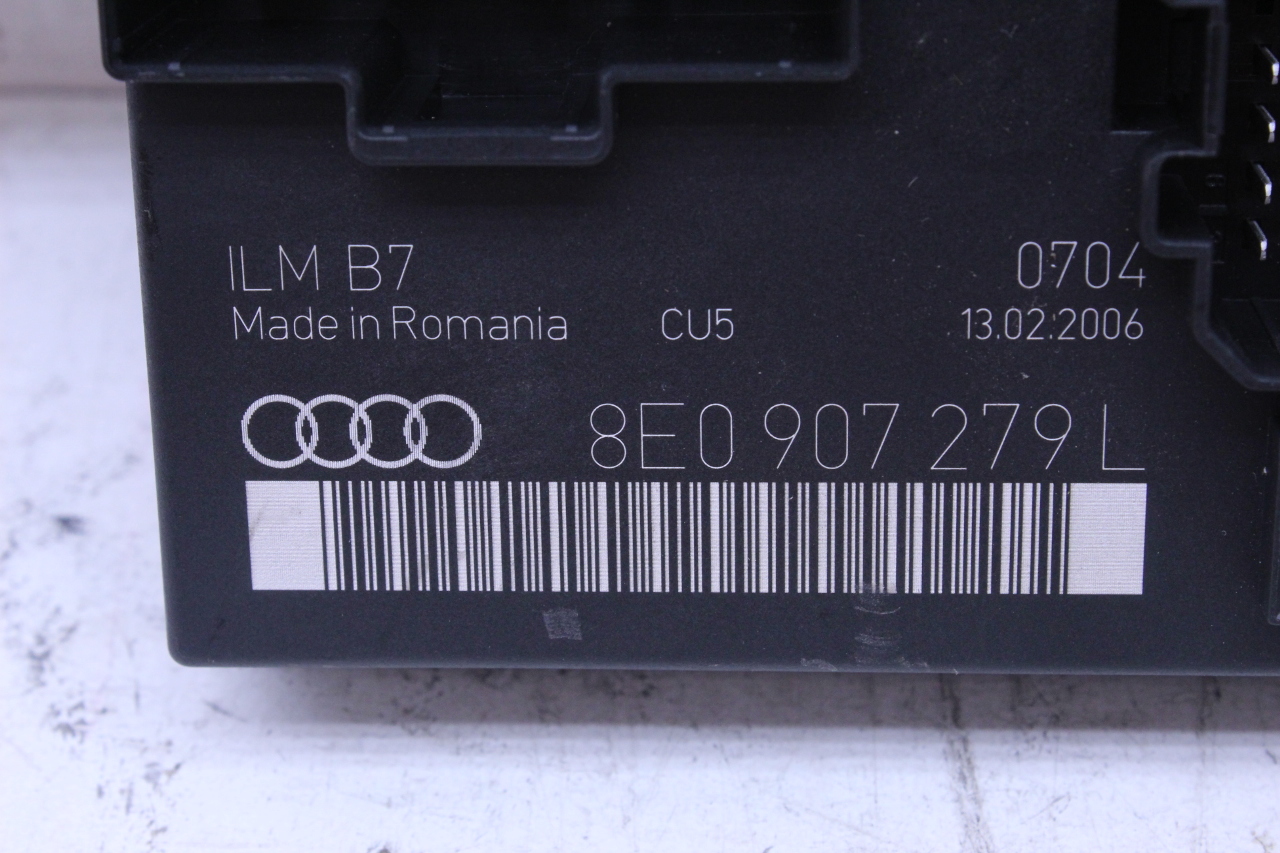 ILM B7 0704
Made in Romania CU5 13.02.2006
8E0 907 279 L